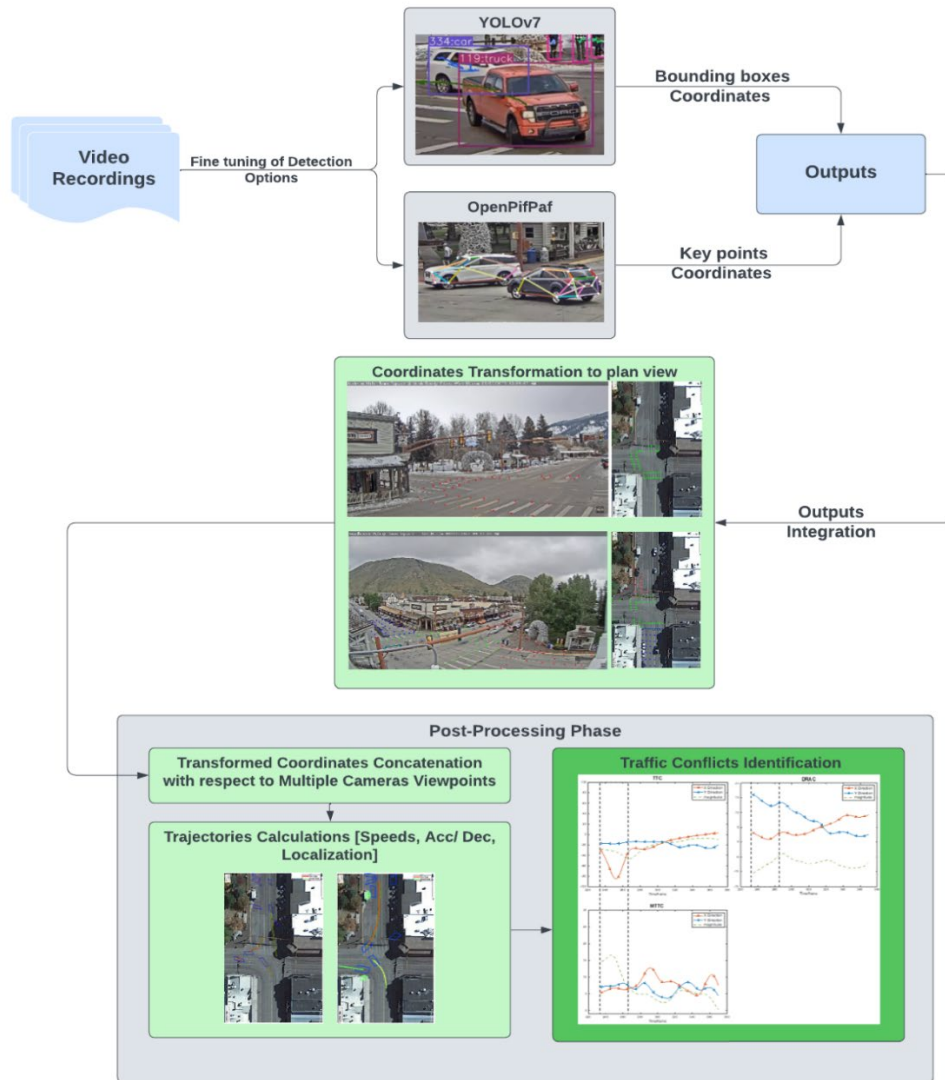 YOLOv7
334:car
119:truck
Bounding boxes
Coordinates
Video
Recordings
Fine tuning of Detection
Options
Outputs
OpenPifPaf
Key points
Coordinates
Coordinates Transformation to plan view
Outputs
Integration
Post-Processing Phase
Transformed Coordinates Concatenation
with respect to Multiple Cameras Viewpoints
Trajectories Calculations [Speeds, Acc/ Dec,
Localization]
Traffic Conflicts Identification
TTC
DRAC
MTTC